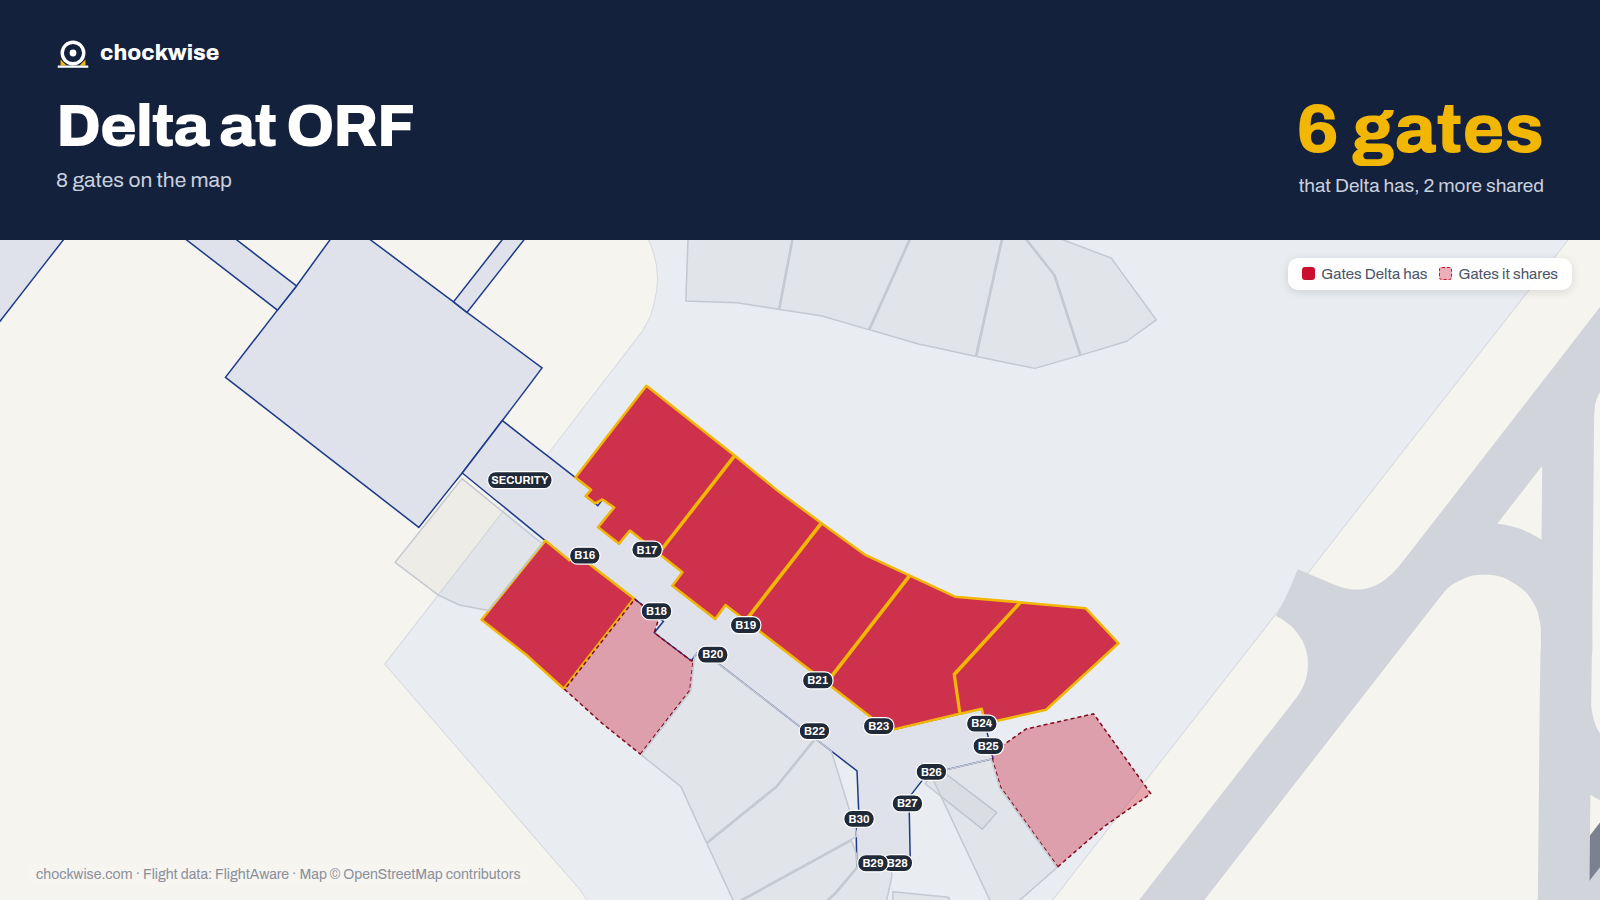 chockwise
Delta at ORF
8 gates on the map
6 gates
that Delta has, 2 more shared
Gates Delta has
Gates it shares
SECURITY
B16
B17
B18
B19
B20
B21
B22
B23
B24
B25
B26
B27
B30
B29
B28
chockwise.com · Flight data: FlightAware · Map © OpenStreetMap contributors